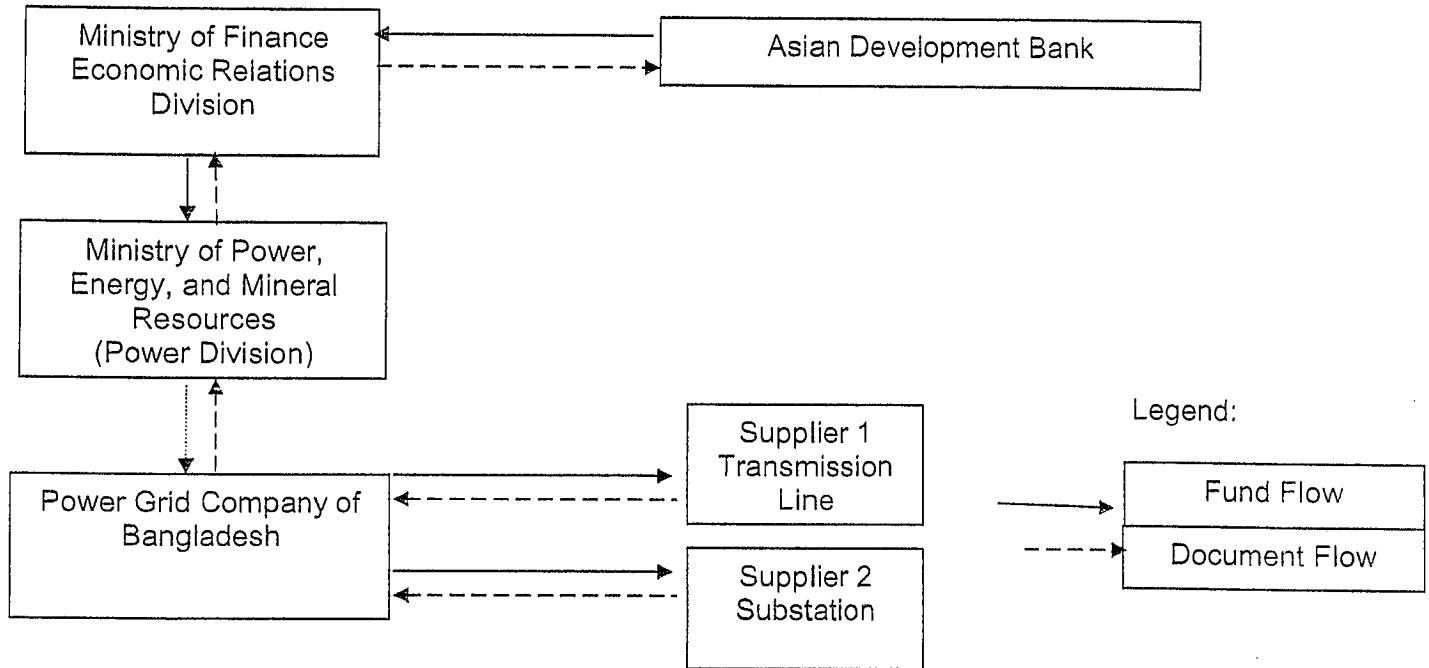 Ministry of Finance
Economic Relations
Division
Asian Development Bank
Ministry of Power,
Energy, and Mineral
Resources
(Power Division)
Power Grid Company of
Bangladesh
Supplier 1
Transmission
Line
Supplier 2
Substation
Legend:
Fund Flow
Document Flow